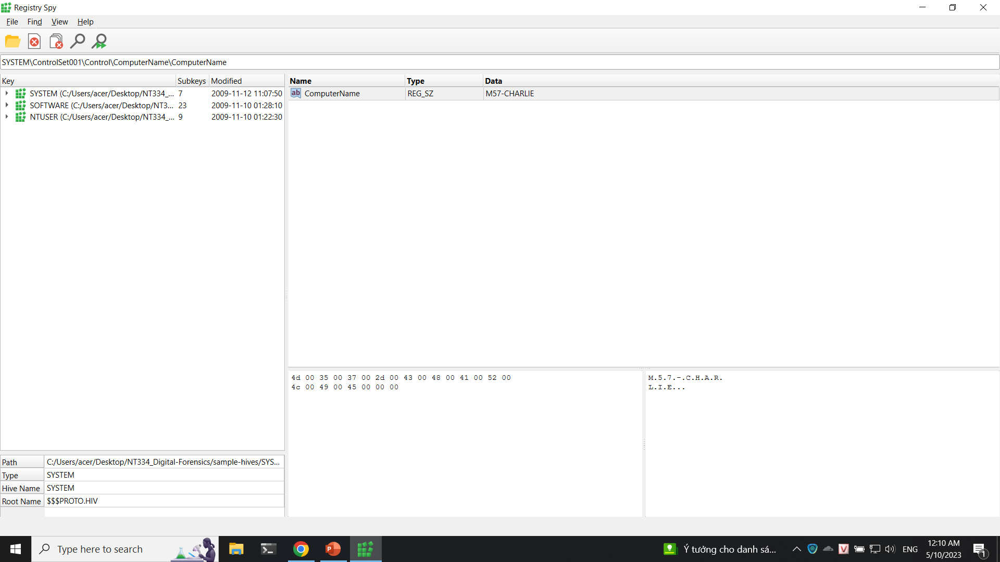 Registry Spy
File Find View Help
SYSTEM\ControlSet001\Control\ComputerName\ComputerName
Key Subkeys Modified
SYSTEM (C:/Users/acer/Desktop/NT334_... 7 2009-11-12 11:07:50
SOFTWARE (C:/Users/acer/Desktop/NT3... 23 2009-11-10 01:28:10
NTUSER (C:/Users/acer/Desktop/NT334_... 9 2009-11-10 01:22:30
Name Type Data
ab ComputerName REG_SZ M57-CHARLIE
4d 00 35 00 37 00 2d 00 43 00 48 00 41 00 52 00
4c 00 49 00 45 00 00 00
M.5.7.-.C.H.A.R.
L.I.E...
Path C:/Users/acer/Desktop/NT334_Digital-Forensics/sample-hives/SYS...
Type SYSTEM
Hive Name SYSTEM
Root Name $$$PROTO.HIV
Type here to search
P
Ý tưởng cho danh sá...
V
ENG
12:10 AM
5/10/2023
1